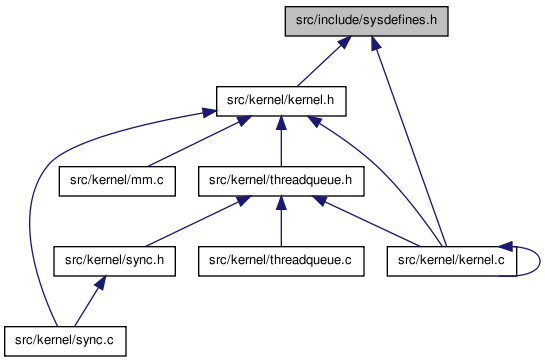 src/include/sysdefines.h
src/kernel/kernel.h
src/kernel/mm.c
src/kernel/threadqueue.h
src/kernel/sync.h
src/kernel/threadqueue.c
src/kernel/kernel.c
src/kernel/sync.c